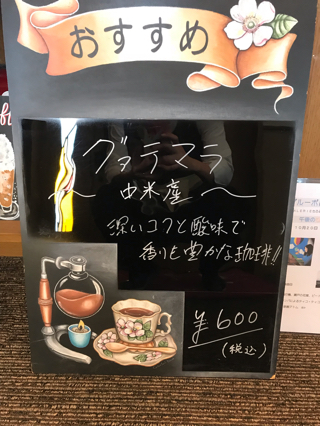 おすすめ
グァテマラ
〜中米産〜
深いコクと酸味で
香りも豊かな珈琲!!
¥600
(税込)